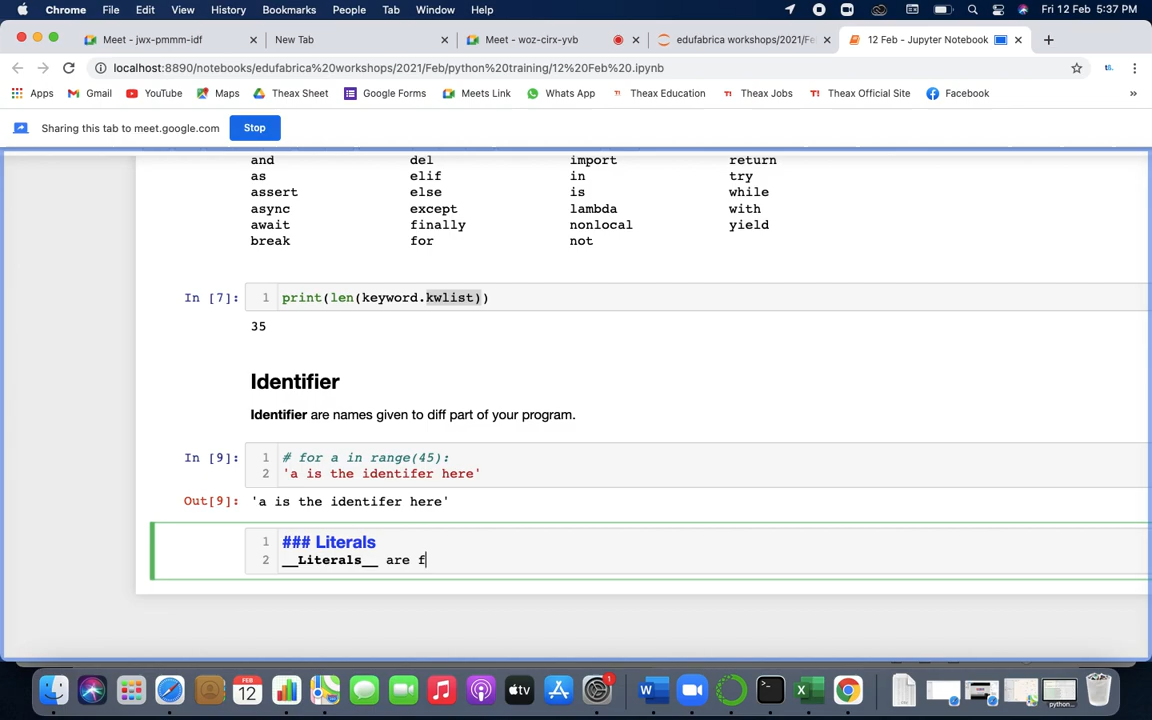 Chrome File Edit View History Bookmarks People Tab Window Help Fri 12 Feb 5:37 PM
Meet - jwx-pmmm-idf New Tab Meet - woz-cirx-yvb edufabrica workshops/2021/Fe 12 Feb - Jupyter Notebook
localhost:8890/notebooks/edufabrica%20workshops/2021/Feb/python%20training/12%20Feb%20.ipynb
Apps Gmail YouTube Maps Theax Sheet Google Forms Meets Link Whats App Theax Education Theax Jobs Theax Official Site Facebook
Sharing this tab to meet.google.com Stop
and del import return
as elif in try
assert else is while
async except lambda with
await finally nonlocal yield
break for not
In [7]: 1 print(len(keyword.kwlist))
35
Identifier
Identifier are names given to diff part of your program.
In [9]: 1 # for a in range(45):
2 'a is the identifer here'
Out[9]: 'a is the identifer here'
1 ### Literals
2 __Literals__ are f
FEB
12
1
tv
python...